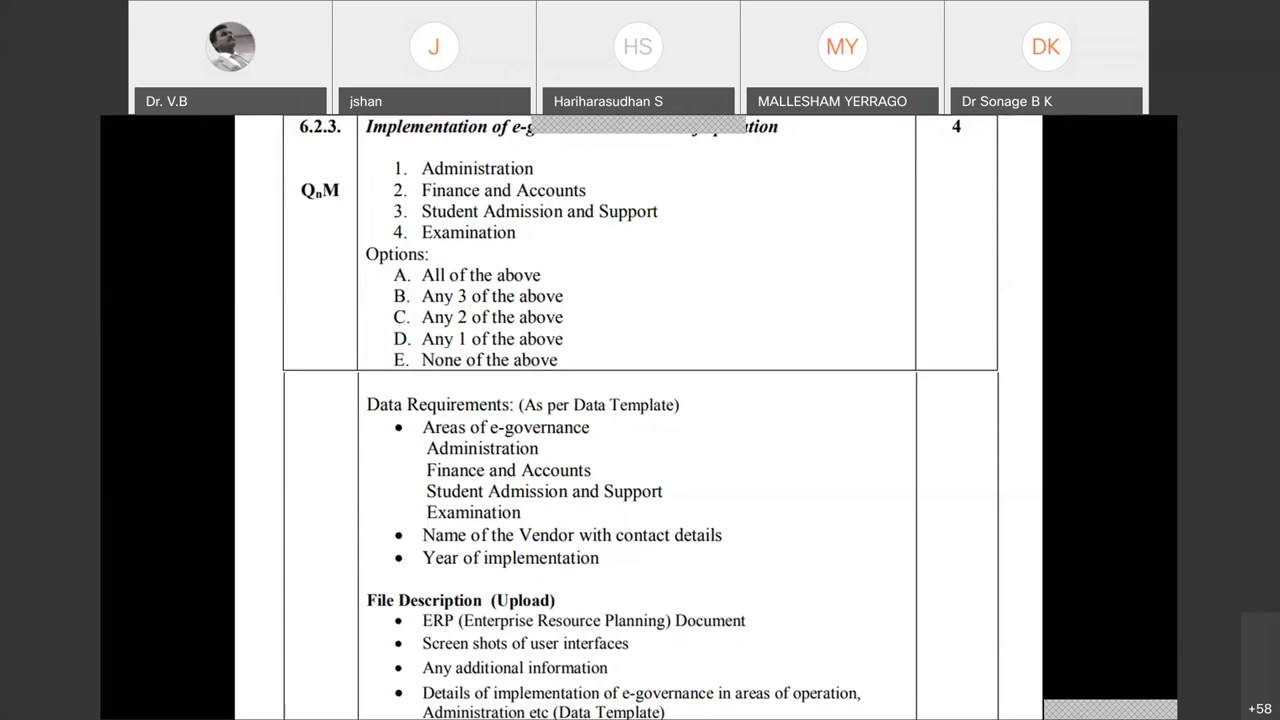 J
HS
MY
DK
Dr. V.B
jshan
Hariharasudhan S
MALLESHAM YERRAGO
Dr Sonage B K
6.2.3.
Implementation of
4
1. Administration
QnM
2. Finance and Accounts
3. Student Admission and Support
4. Examination
Options:
A. All of the above
B. Any 3 of the above
C. Any 2 of the above
D. Any 1 of the above
E. None of the above
Data Requirements: (As per Data Template)
• Areas of e-governance
Administration
Finance and Accounts
Student Admission and Support
Examination
• Name of the Vendor with contact details
• Year of implementation
File Description (Upload)
• ERP (Enterprise Resource Planning) Document
• Screen shots of user interfaces
• Any additional information
• Details of implementation of e-governance in areas of operation,
Administration etc (Data Template)
+58